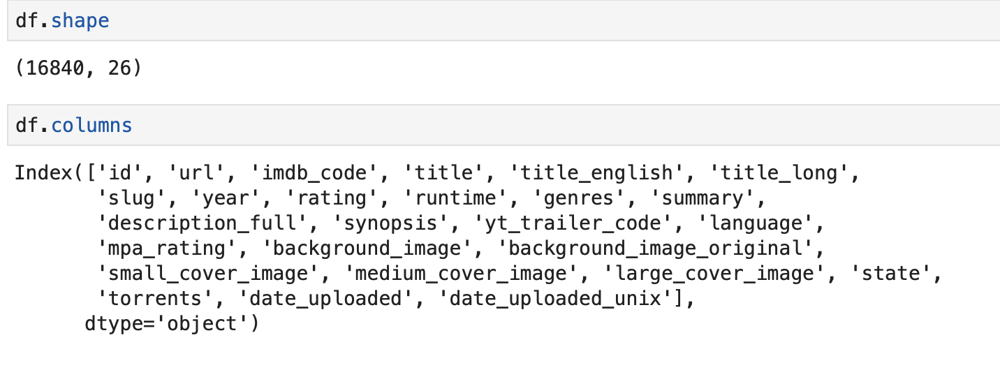 df.shape
(16840, 26)
df.columns
Index(['id', 'url', 'imdb_code', 'title', 'title_english', 'title_long',
'slug', 'year', 'rating', 'runtime', 'genres', 'summary',
'description_full', 'synopsis', 'yt_trailer_code', 'language',
'mpa_rating', 'background_image', 'background_image_original',
'small_cover_image', 'medium_cover_image', 'large_cover_image', 'state',
'torrents', 'date_uploaded', 'date_uploaded_unix'],
dtype='object')